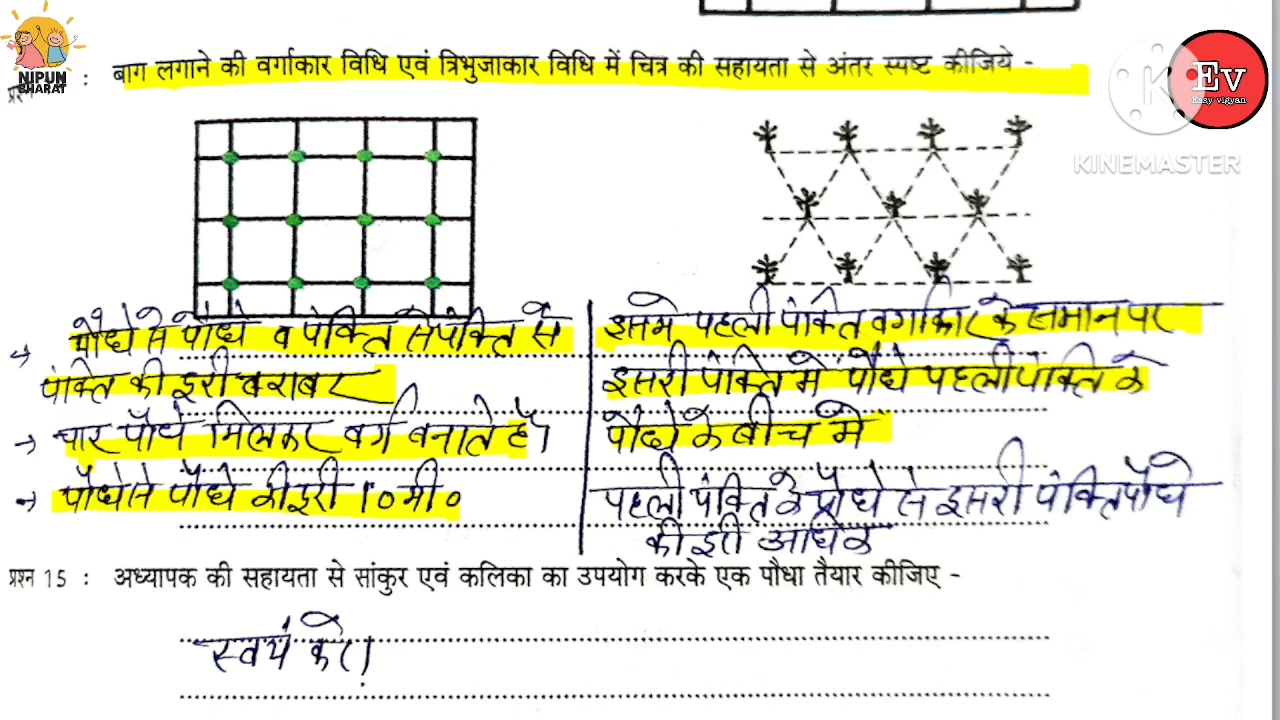 NIPUN
BHARAT
प्रश्न : बाग लगाने की वर्गाकार विधि एवं त्रिभुजाकार विधि में चित्र की सहायता से अंतर स्पष्ट कीजिये -
Ev
Easy vigyan
K
KINEMASTER
→ पौधे से पौधे व पंक्ति से पंक्ति से
पंक्ति की दूरी बराबर
→ चार पौधे मिलकर वर्ग बनाते है।
→ पौधे से पौधे की दूरी 10 मी०
इसमे पहली पंक्ति वर्गाकार के समान पर
दूसरी पंक्ति में पौधे पहली पंक्ति के
पौधो के बीच मे
पहली पंक्ति के पौधे से दूसरी पंक्ति पौधे
की दूरी अधिक
प्रश्न 15 : अध्यापक की सहायता से सांकुर एवं कलिका का उपयोग करके एक पौधा तैयार कीजिए -
स्वयं करे।